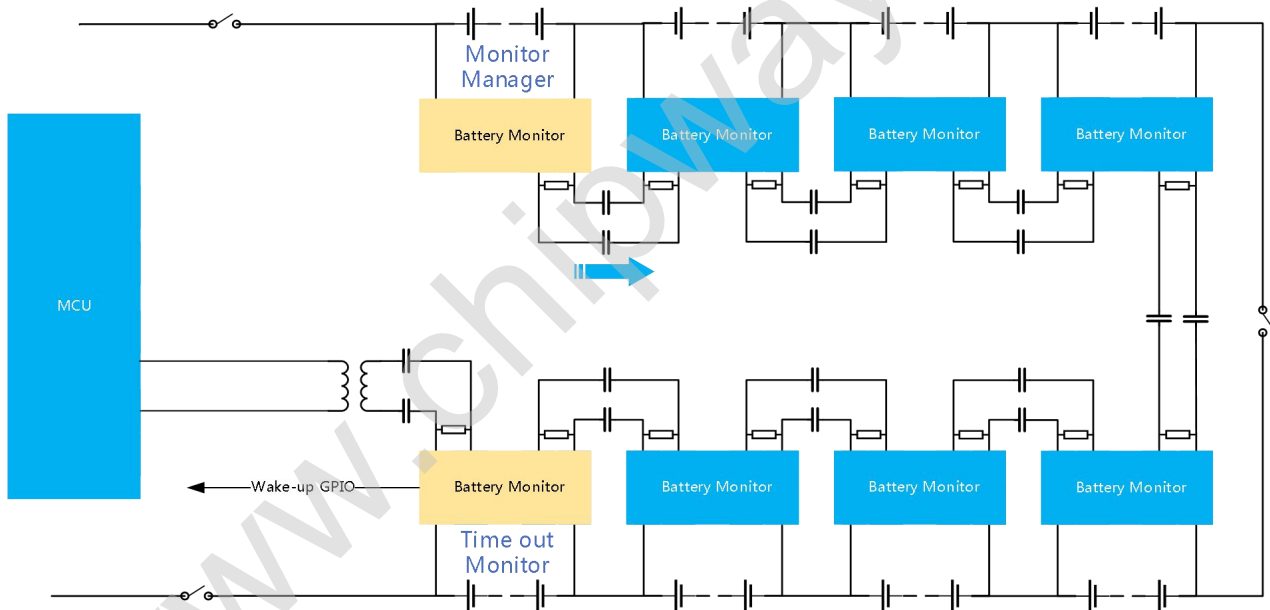 Monitor
Manager
Battery Monitor
Battery Monitor
Battery Monitor
Battery Monitor
MCU
Wake-up GPIO
Battery Monitor
Battery Monitor
Battery Monitor
Battery Monitor
Time out
Monitor
www.chipway